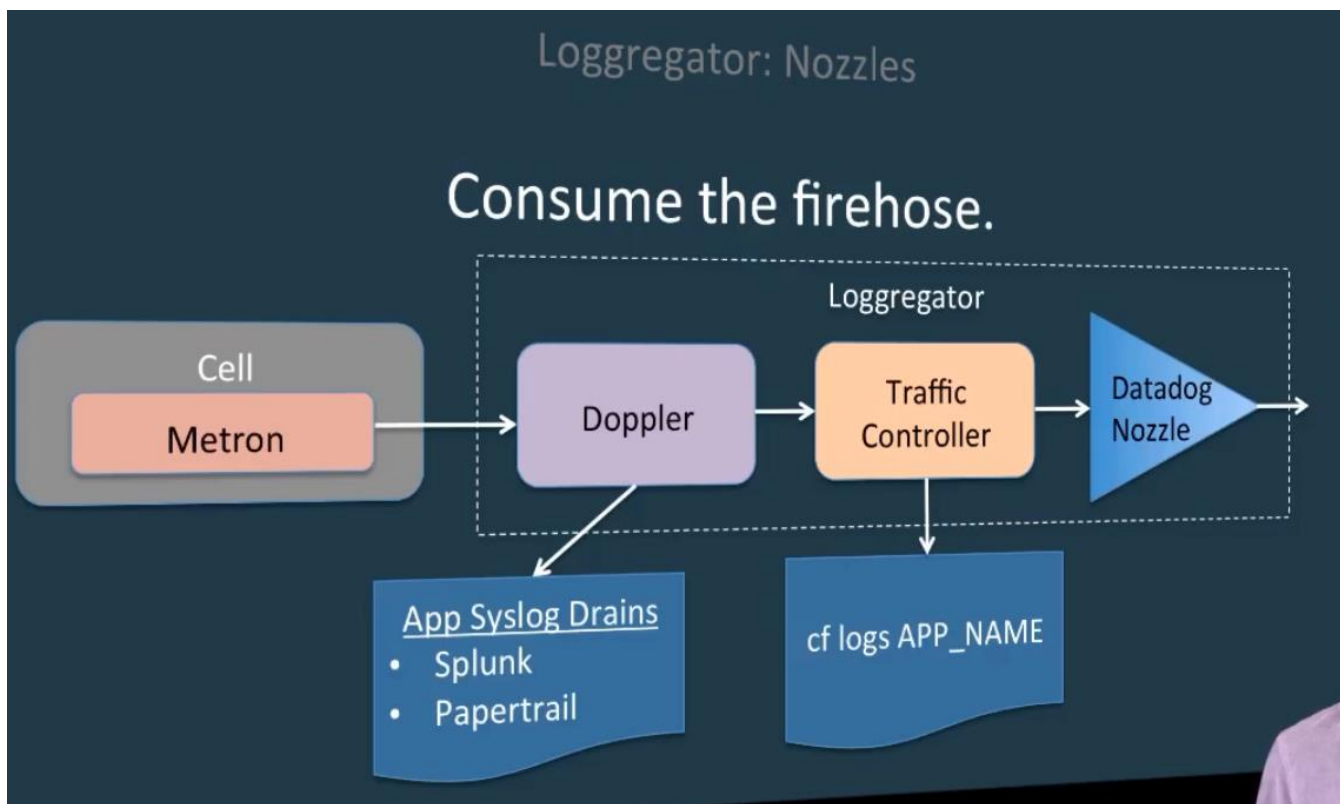 Loggregator: Nozzles
Consume the firehose.
Loggregator
Cell
Metron
Doppler
Traffic
Controller
Datadog
Nozzle
App Syslog Drains
• Splunk
• Papertrail
cf logs APP_NAME